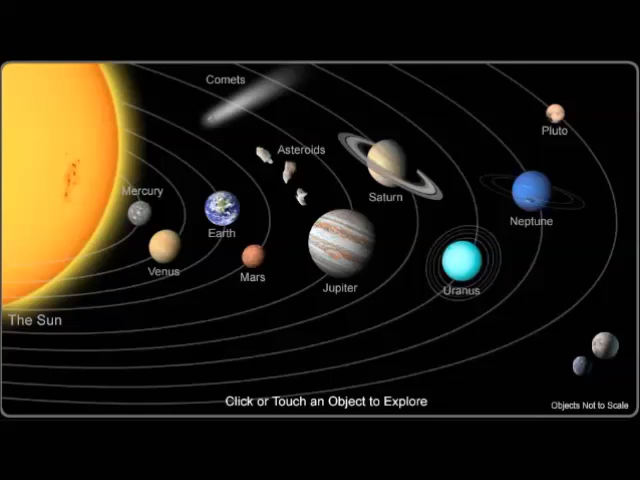 Comets
Asteroids
Pluto
Mercury
Saturn
Neptune
Earth
Venus
Mars
Jupiter
Uranus
The Sun
Click or Touch an Object to Explore
Objects Not to Scale